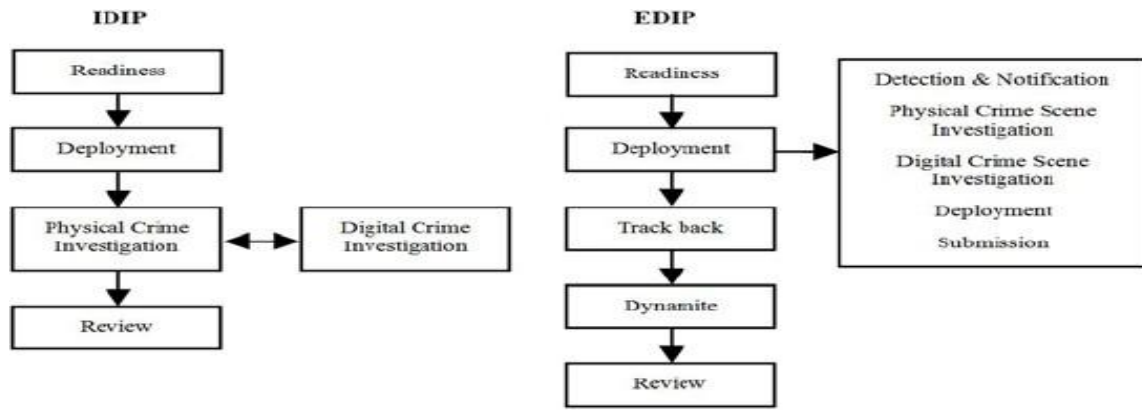 IDIP
Readiness
Deployment
Physical Crime
Investigation
Digital Crime
Investigation
Review
EDIP
Readiness
Deployment
Track back
Dynamite
Review
Detection & Notification
Physical Crime Scene
Investigation
Digital Crime Scene
Investigation
Deployment
Submission